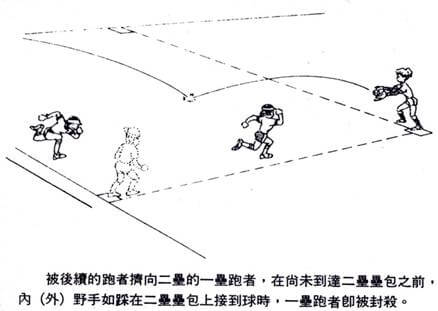 被後續的跑者擠向二壘的一壘跑者，在尚未到達二壘壘包之前，
內（外）野手如踩在二壘壘包上接到球時，一壘跑者卽被封殺。